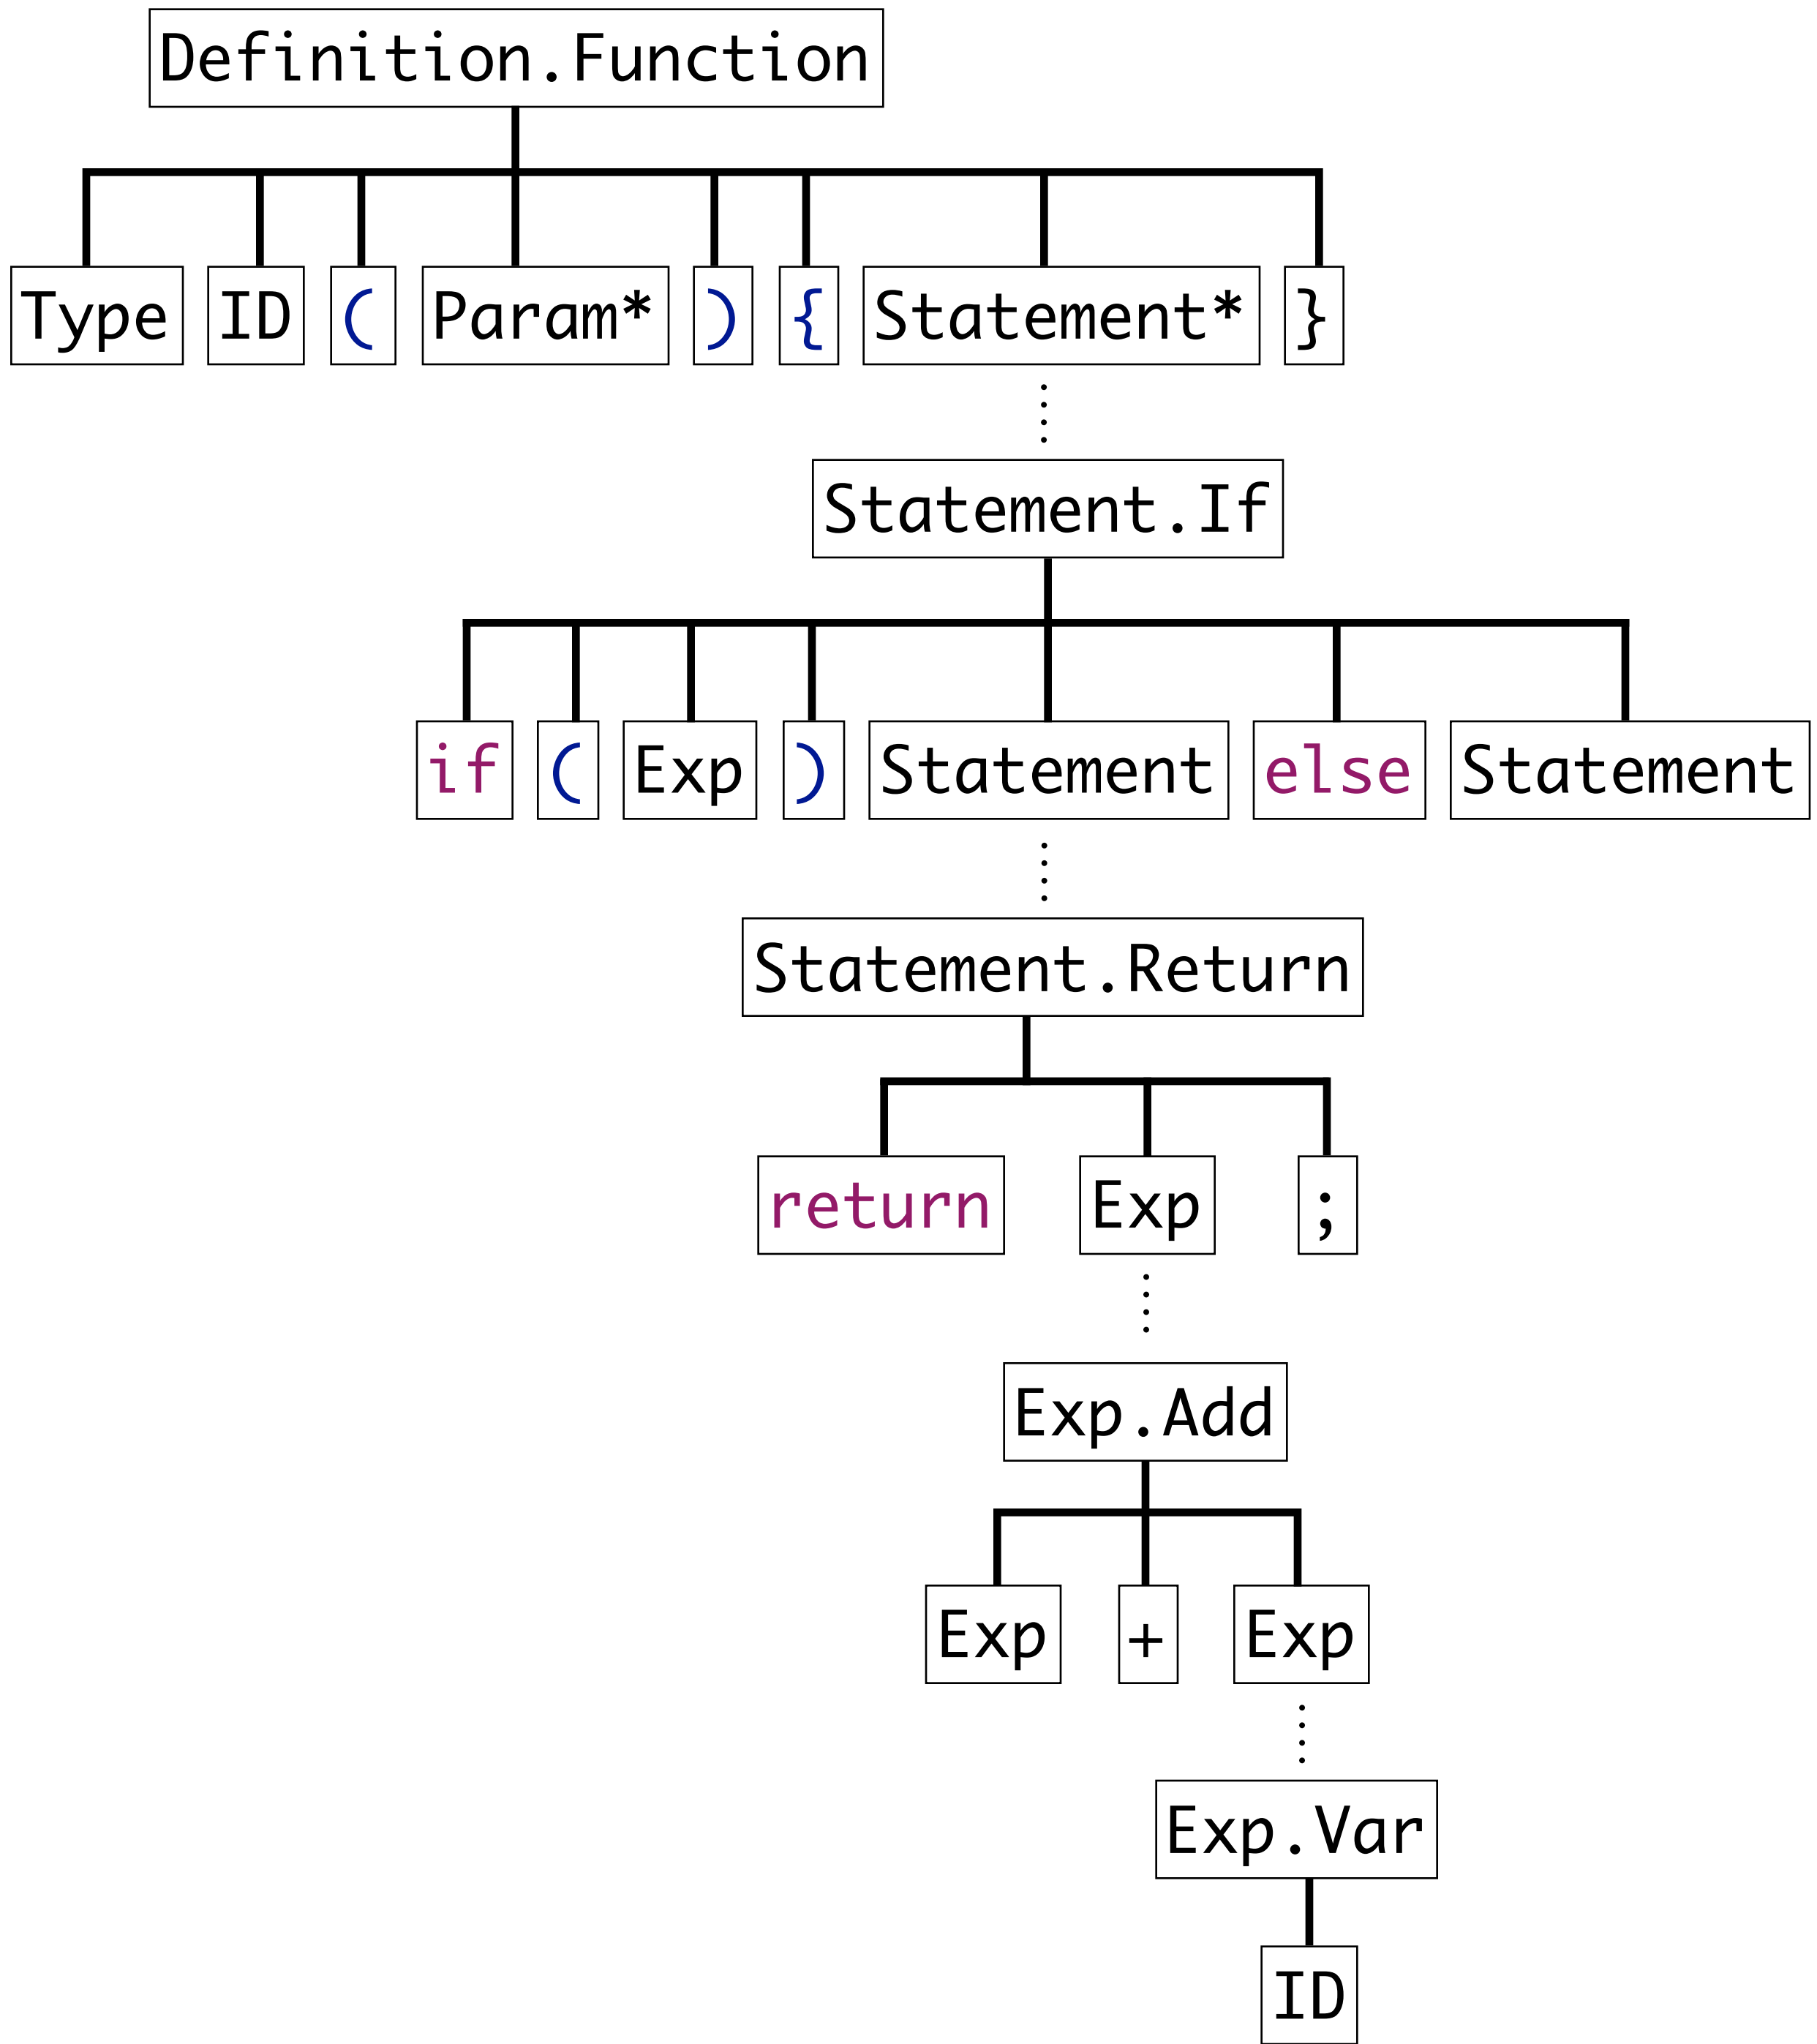 Definition.Function
Type ID ( Param* ) { Statement* }
Statement.If
if ( Exp ) Statement else Statement
Statement.Return
return Exp ;
Exp.Add
Exp + Exp
Exp.Var
ID